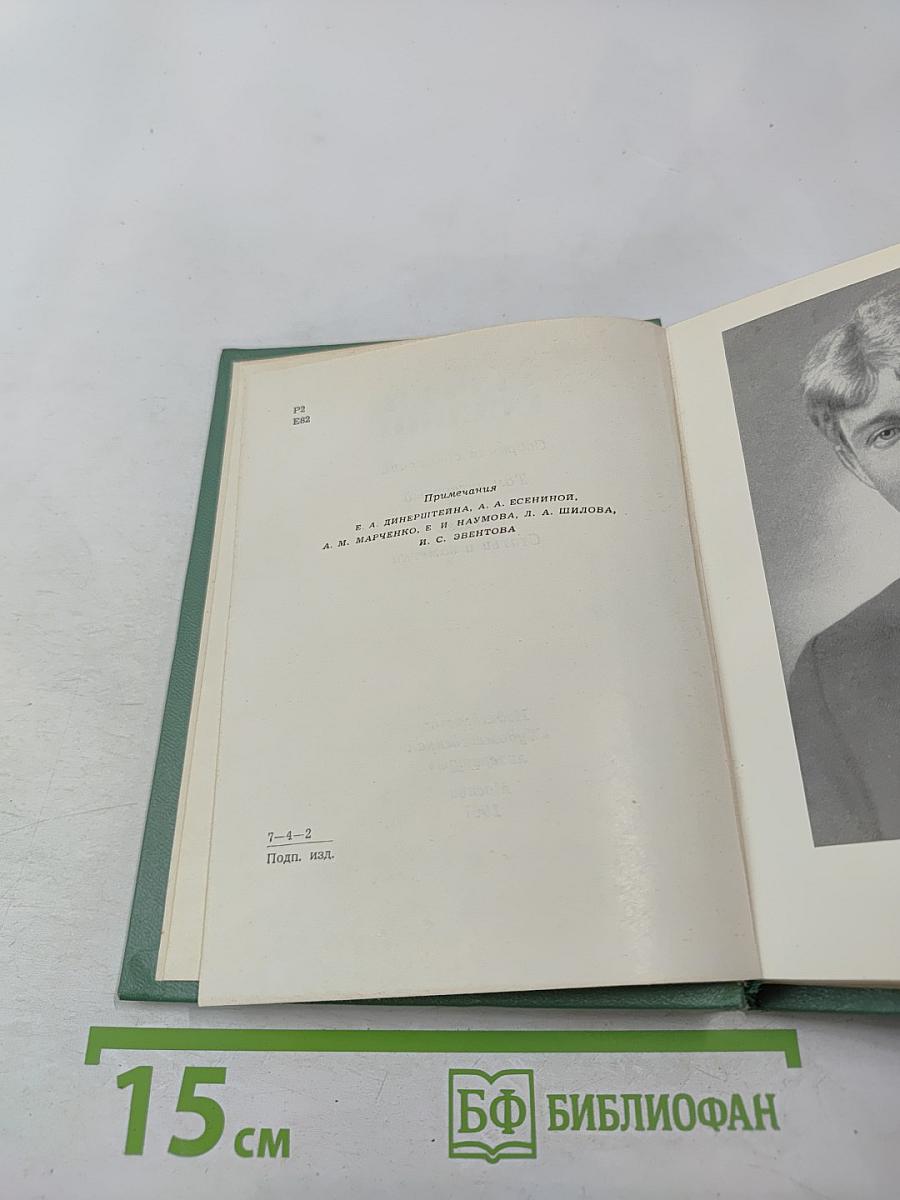 Р2
Е82
Примечания
Е. А. ДИНЕРШТЕЙНА, А. А. ЕСЕНИНОЙ,
А. М. МАРЧЕНКО, Е. И НАУМОВА, Л. А. ШИЛОВА,
И. С. ЭВЕНТОВА
7—4—2
Подп. изд.
15 см
БФ БИБЛИОФАН